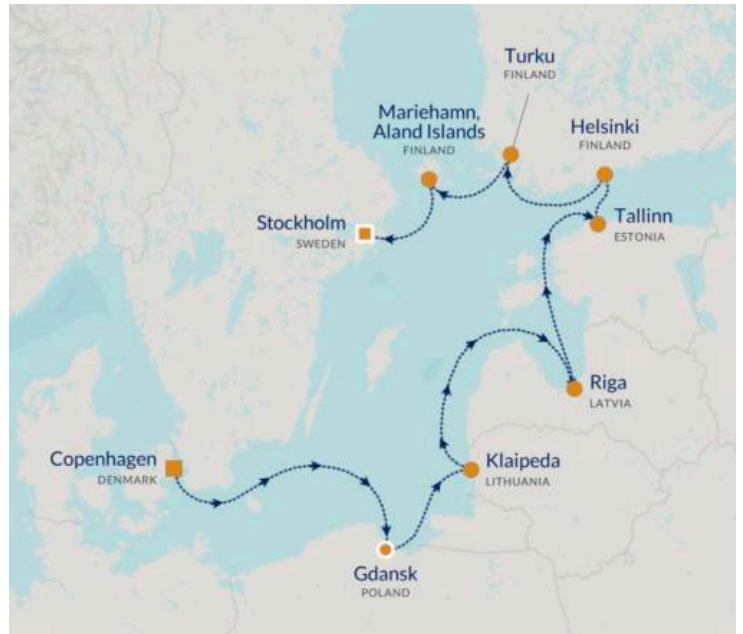 Turku
FINLAND
Mariehamn,
Aland Islands
FINLAND
Helsinki
FINLAND
Stockholm
SWEDEN
Tallinn
ESTONIA
Riga
LATVIA
Copenhagen
DENMARK
Klaipeda
LITHUANIA
Gdansk
POLAND